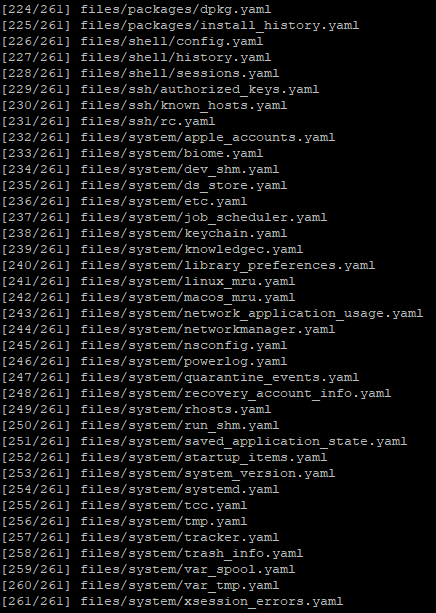 [224/261] files/packages/dpkg.yaml
[225/261] files/packages/install_history.yaml
[226/261] files/shell/config.yaml
[227/261] files/shell/history.yaml
[228/261] files/shell/sessions.yaml
[229/261] files/ssh/authorized_keys.yaml
[230/261] files/ssh/known_hosts.yaml
[231/261] files/ssh/rc.yaml
[232/261] files/system/apple_accounts.yaml
[233/261] files/system/biome.yaml
[234/261] files/system/dev_shm.yaml
[235/261] files/system/ds_store.yaml
[236/261] files/system/etc.yaml
[237/261] files/system/job_scheduler.yaml
[238/261] files/system/keychain.yaml
[239/261] files/system/knowledgec.yaml
[240/261] files/system/library_preferences.yaml
[241/261] files/system/linux_mru.yaml
[242/261] files/system/macos_mru.yaml
[243/261] files/system/network_application_usage.yaml
[244/261] files/system/networkmanager.yaml
[245/261] files/system/nsconfig.yaml
[246/261] files/system/powerlog.yaml
[247/261] files/system/quarantine_events.yaml
[248/261] files/system/recovery_account_info.yaml
[249/261] files/system/rhosts.yaml
[250/261] files/system/run_shm.yaml
[251/261] files/system/saved_application_state.yaml
[252/261] files/system/startup_items.yaml
[253/261] files/system/system_version.yaml
[254/261] files/system/systemd.yaml
[255/261] files/system/tcc.yaml
[256/261] files/system/tmp.yaml
[257/261] files/system/tracker.yaml
[258/261] files/system/trash_info.yaml
[259/261] files/system/var_spool.yaml
[260/261] files/system/var_tmp.yaml
[261/261] files/system/xsession_errors.yaml